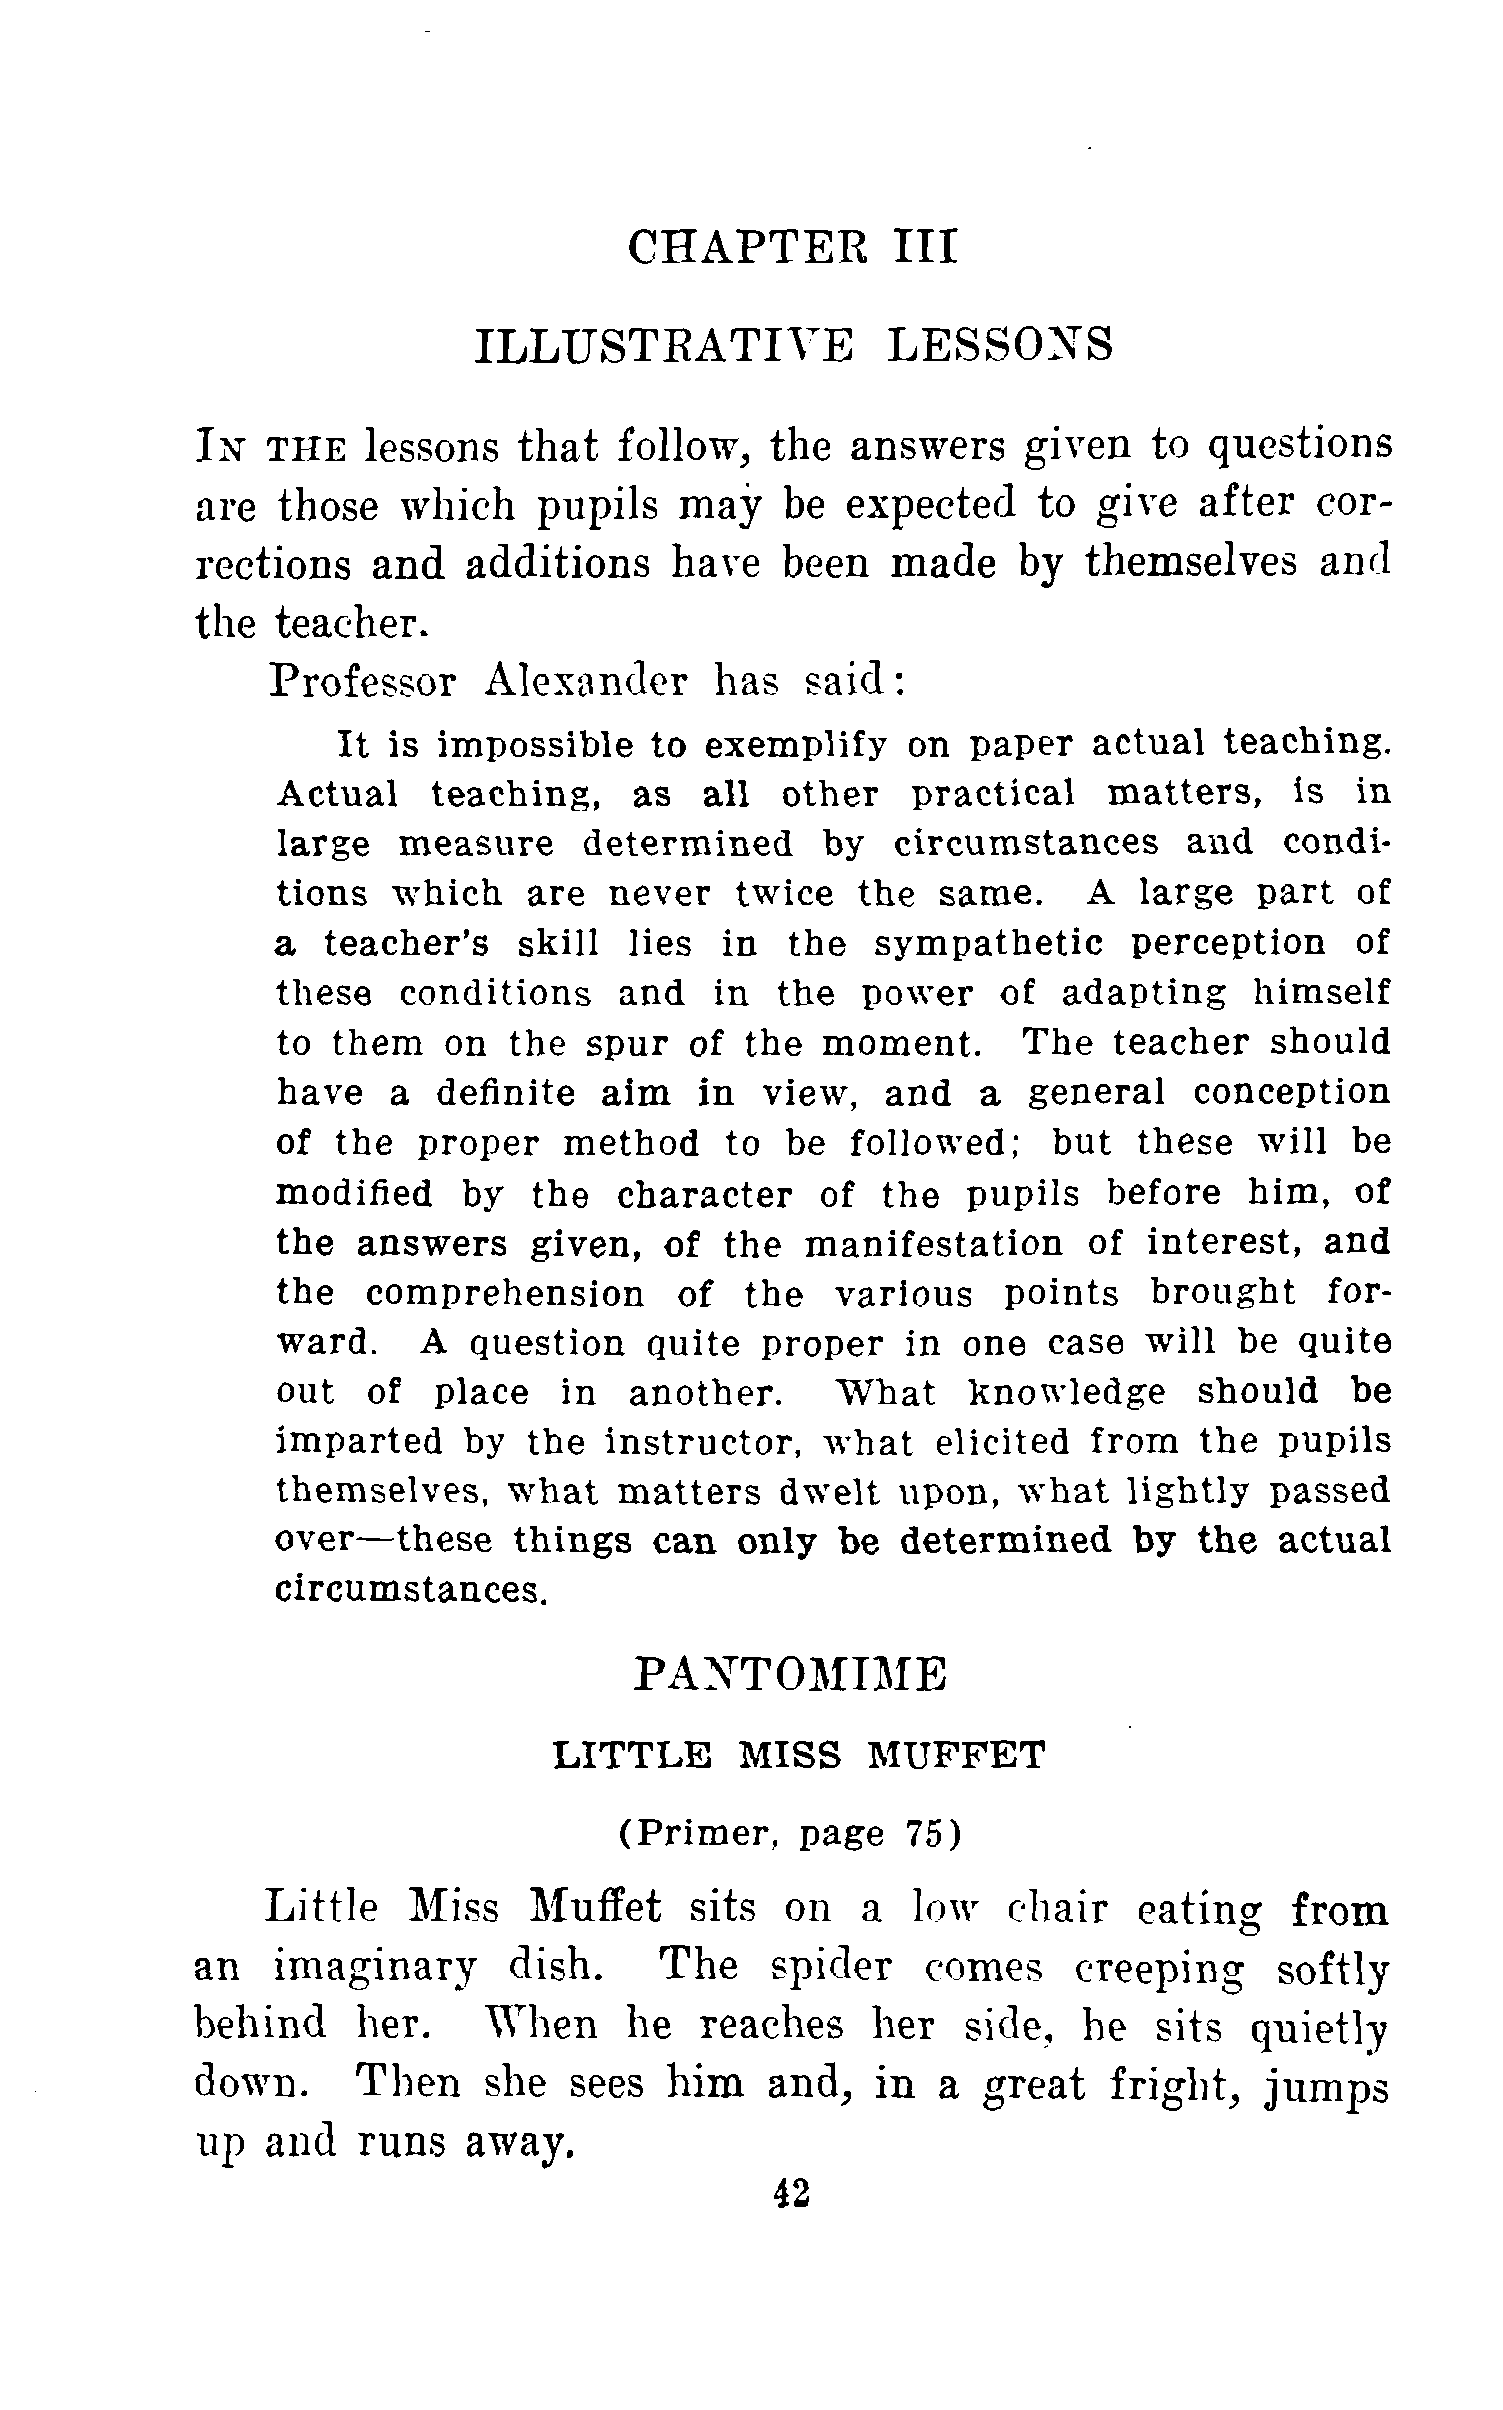 CHAPTER III
ILLUSTRATIVE LESSONS
IN THE lessons that follow, the answers given to questions
are those which pupils may be expected to give after cor-
rections and additions have been made by themselves and
the teacher.
Professor Alexander has said:
It is impossible to exemplify on paper actual teaching.
Actual teaching, as all other practical matters, is in
large measure determined by circumstances and condi-
tions which are never twice the same. A large part of
a teacher's skill lies in the sympathetic perception of
these conditions and in the power of adapting himself
to them on the spur of the moment. The teacher should
have a definite aim in view, and a general conception
of the proper method to be followed; but these will be
modified by the character of the pupils before him, of
the answers given, of the manifestation of interest, and
the comprehension of the various points brought for-
ward. A question quite proper in one case will be quite
out of place in another. What knowledge should be
imparted by the instructor, what elicited from the pupils
themselves, what matters dwelt upon, what lightly passed
over—these things can only be determined by the actual
circumstances.
PANTOMIME
LITTLE MISS MUFFET
(Primer, page 75)
Little Miss Muffet sits on a low chair eating from
an imaginary dish. The spider comes creeping softly
behind her. When he reaches her side, he sits quietly
down. Then she sees him and, in a great fright, jumps
up and runs away.
42